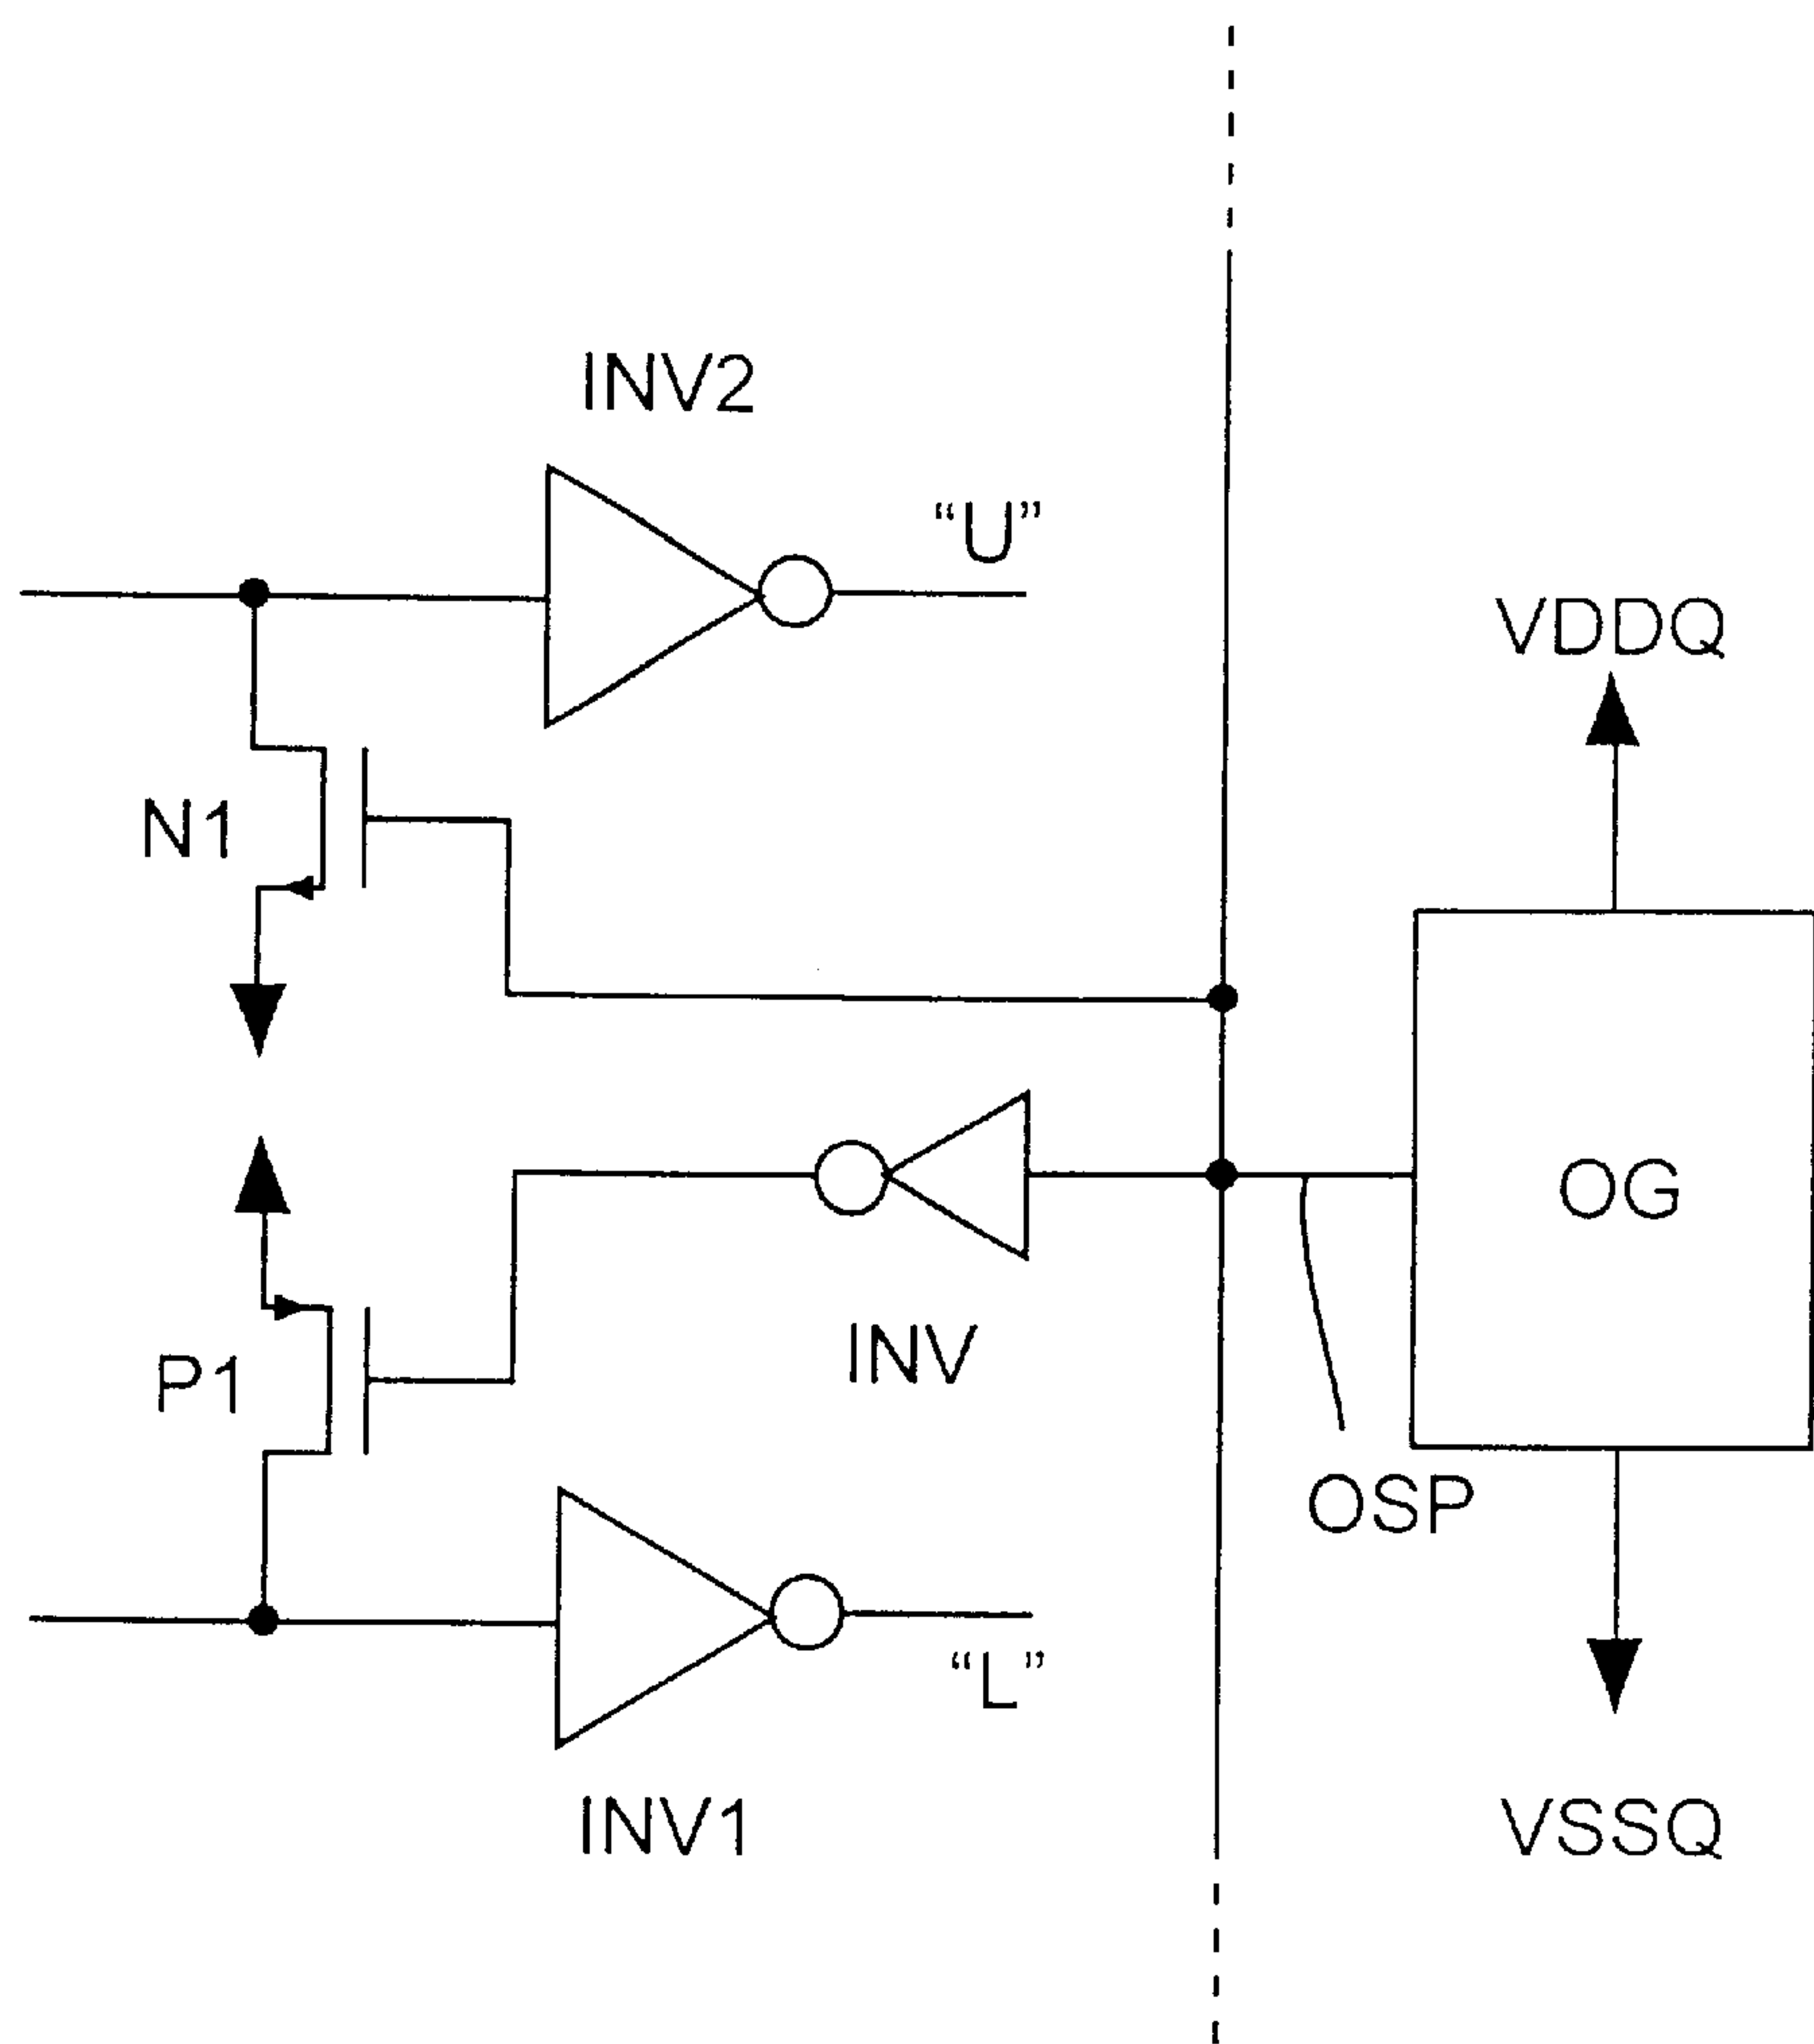 INV2
“U”
VDDQ
N1
OG
INV
P1
OSP
“L”
INV1
VSSQ